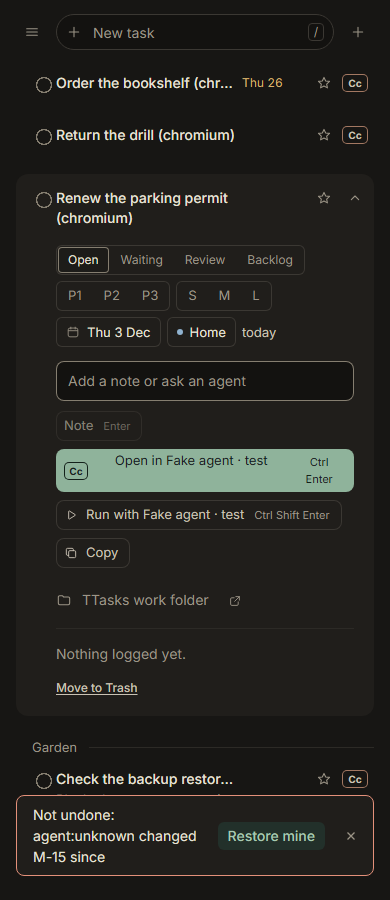 New task /
Order the bookshelf (chr... Thu 26 Cc
Return the drill (chromium) Cc
Renew the parking permit
(chromium)
Open Waiting Review Backlog
P1 P2 P3 S M L
Thu 3 Dec Home today
Add a note or ask an agent
Note Enter
Cc Open in Fake agent · test Ctrl
Enter
Run with Fake agent · test Ctrl Shift Enter
Copy
TTasks work folder
Nothing logged yet.
Move to Trash
Garden
Check the backup restor... Cc
Not undone:
agent:unknown changed Restore mine
M-15 since